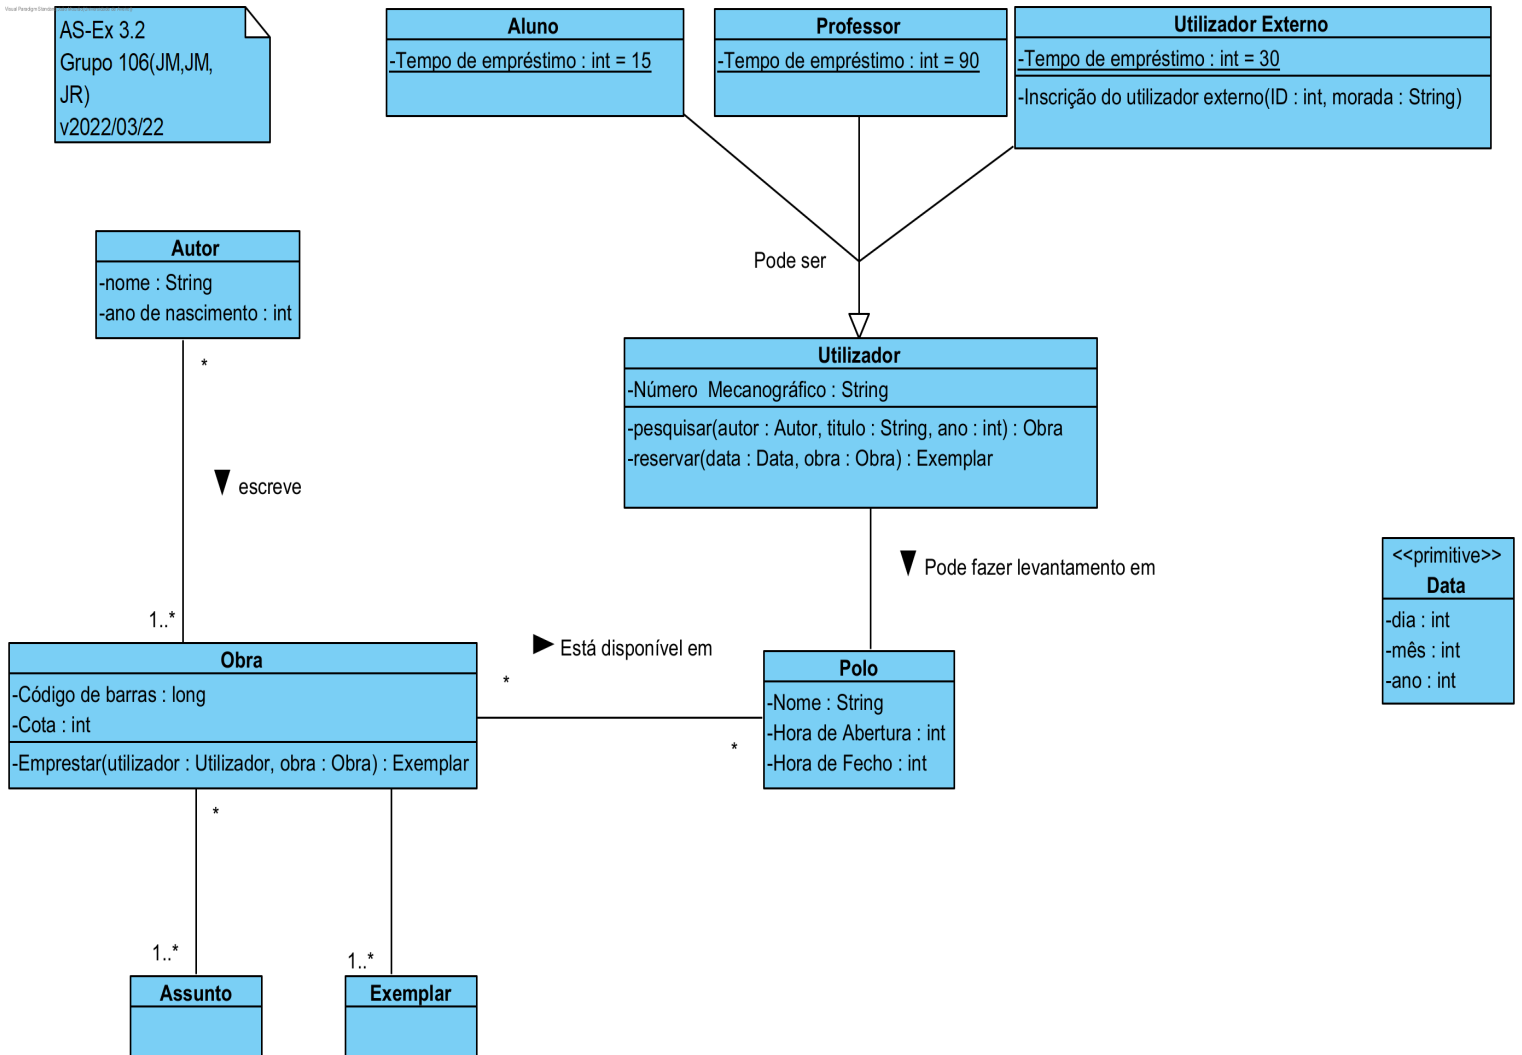 AS-Ex 3.2
Grupo 106(JM,JM,
JR)
v2022/03/22
Aluno
-Tempo de empréstimo : int = 15
Professor
-Tempo de empréstimo : int = 90
Utilizador Externo
-Tempo de empréstimo : int = 30
-Inscrição do utilizador externo(ID : int, morada : String)
Pode ser
Autor
-nome : String
-ano de nascimento : int
*
escreve
1..*
Utilizador
-Número  Mecanográfico : String
-pesquisar(autor : Autor, titulo : String, ano : int) : Obra
-reservar(data : Data, obra : Obra) : Exemplar
Pode fazer levantamento em
<<primitive>>
Data
-dia : int
-mês : int
-ano : int
Obra
-Código de barras : long
-Cota : int
-Emprestar(utilizador : Utilizador, obra : Obra) : Exemplar
Está disponível em
*
*
Polo
-Nome : String
-Hora de Abertura : int
-Hora de Fecho : int
*
1..*
1..*
Assunto
Exemplar